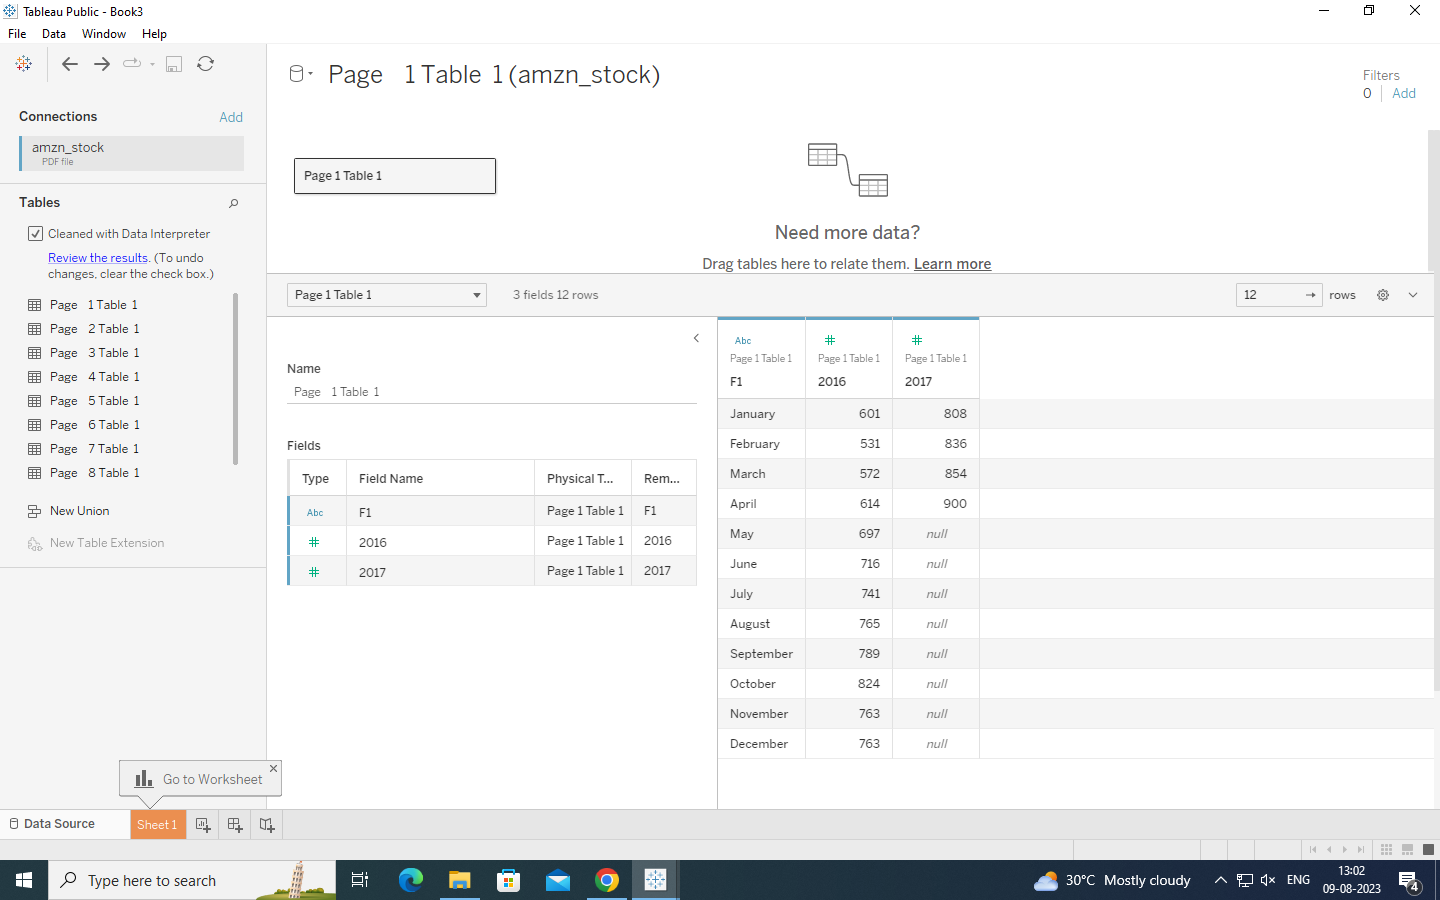 Tableau Public - Book3
File Data Window Help
Connections
Add
amzn_stock
PDF file
Tables
Cleaned with Data Interpreter
Review the results. (To undo
changes, clear the check box.)
Page 1 Table 1
Page 2 Table 1
Page 3 Table 1
Page 4 Table 1
Page 5 Table 1
Page 6 Table 1
Page 7 Table 1
Page 8 Table 1
New Union
New Table Extension
Go to Worksheet
Page 1 Table 1 (amzn_stock)
Filters
0 Add
Page 1 Table 1
Need more data?
Drag tables here to relate them. Learn more
Page 1 Table 1
3 fields 12 rows
12 rows
Name
Page 1 Table 1
Fields
Type Field Name Physical T... Rem...
Abc F1 Page 1 Table 1 F1
# 2016 Page 1 Table 1 2016
# 2017 Page 1 Table 1 2017
Abc # #
Page 1 Table 1 Page 1 Table 1 Page 1 Table 1
F1 2016 2017
January 601 808
February 531 836
March 572 854
April 614 900
May 697 null
June 716 null
July 741 null
August 765 null
September 789 null
October 824 null
November 763 null
December 763 null
Data Source Sheet 1
Type here to search
30°C Mostly cloudy
ENG
13:02
09-08-2023
4